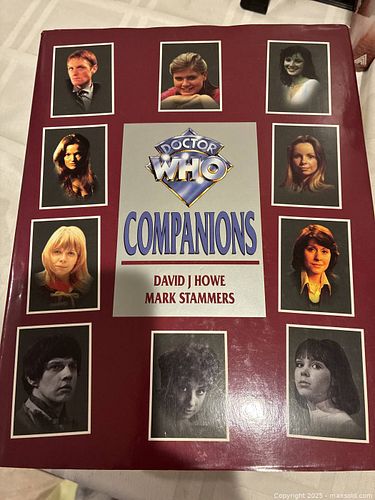 DOCTOR
WHO
COMPANIONS
DAVID J HOWE
MARK STAMMERS
Copyright 2025 - maxsold.com